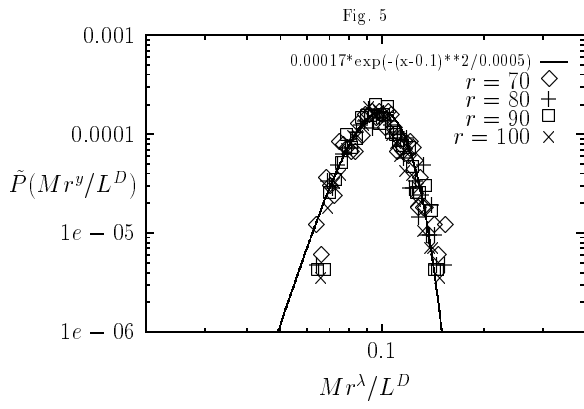 Fig. 5
0.001
0.00017*exp(-(x-0.1)**2/0.0005)
r = 70
r = 80
r = 90
r = 100
0.0001
P̃(Mr^y/L^D)
1e − 05
1e − 06
0.1
Mr^λ/L^D